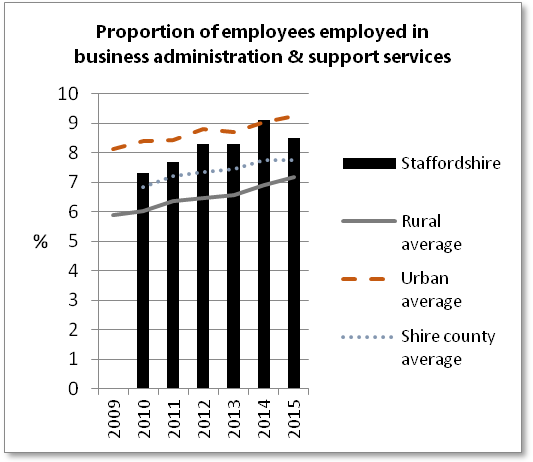 Proportion of employees employed in
business administration & support services
10
9
8
7
6
5
4
3
2
1
0
%
2009
2010
2011
2012
2013
2014
2015
Staffordshire
Rural
average
Urban
average
Shire county
average